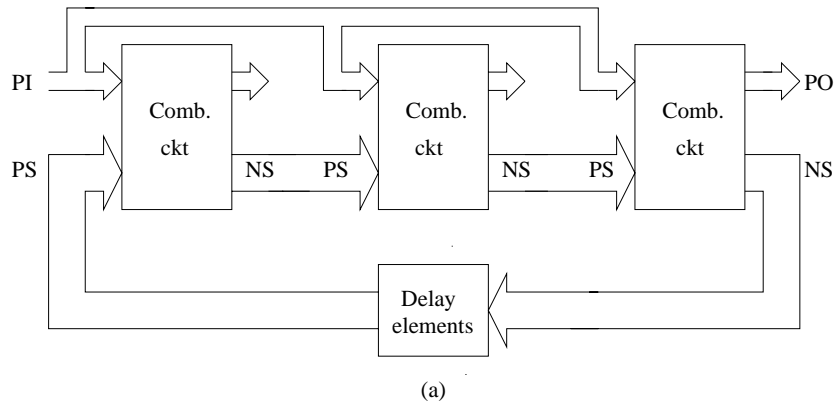 PI
Comb.
ckt
Comb.
ckt
Comb.
ckt
PO
PS
NS
PS
NS
PS
NS
Delay
elements
(a)